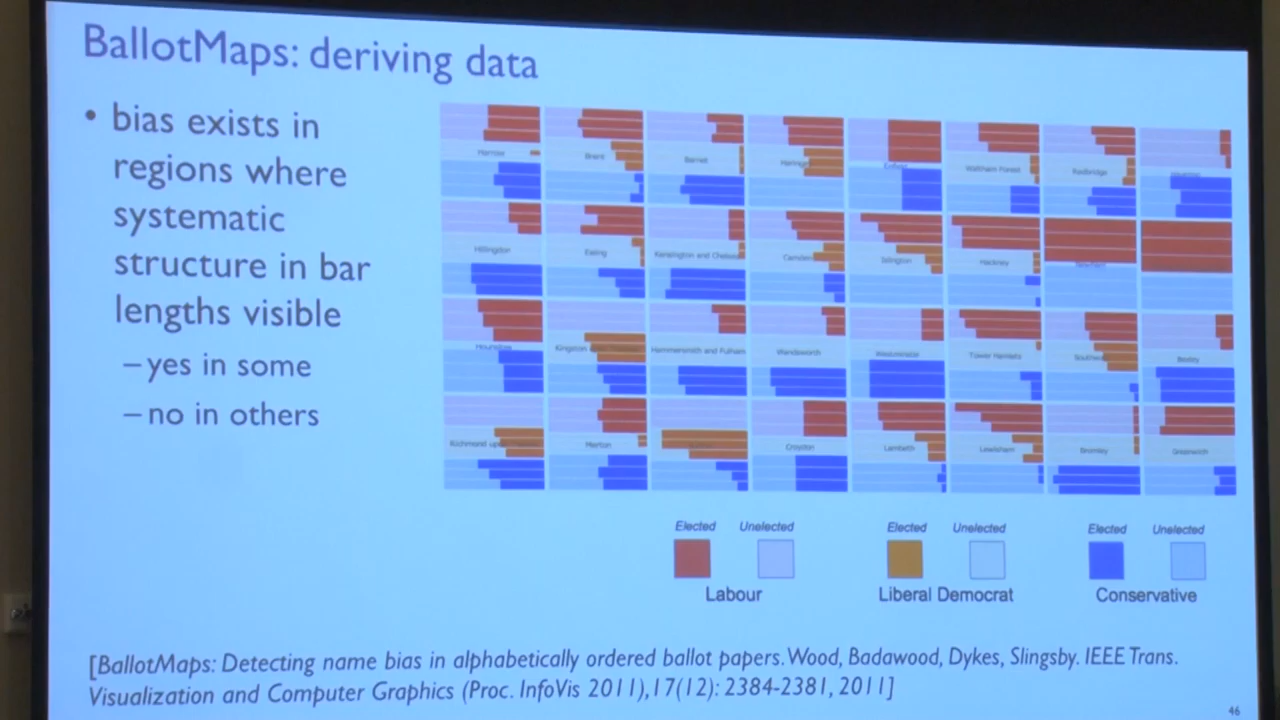 BallotMaps: deriving data
• bias exists in
regions where
systematic
structure in bar
lengths visible
– yes in some
– no in others
Harrow
Brent
Barnet
Haringey
Enfield
Waltham Forest
Redbridge
Hillingdon
Ealing
Kensington and Chelsea
Camden
Islington
Hackney
Newham
Hounslow
Kingston
Hammersmith and Fulham
Wandsworth
Westminster
Tower Hamlets
Bexley
Richmond
Merton
Croydon
Lambeth
Lewisham
Bromley
Greenwich
Elected Unelected
Labour
Elected Unelected
Liberal Democrat
Elected Unelected
Conservative
[BallotMaps: Detecting name bias in alphabetically ordered ballot papers. Wood, Badawood, Dykes, Slingsby. IEEE Trans.
Visualization and Computer Graphics (Proc. InfoVis 2011), 17(12): 2384-2381, 2011]
46